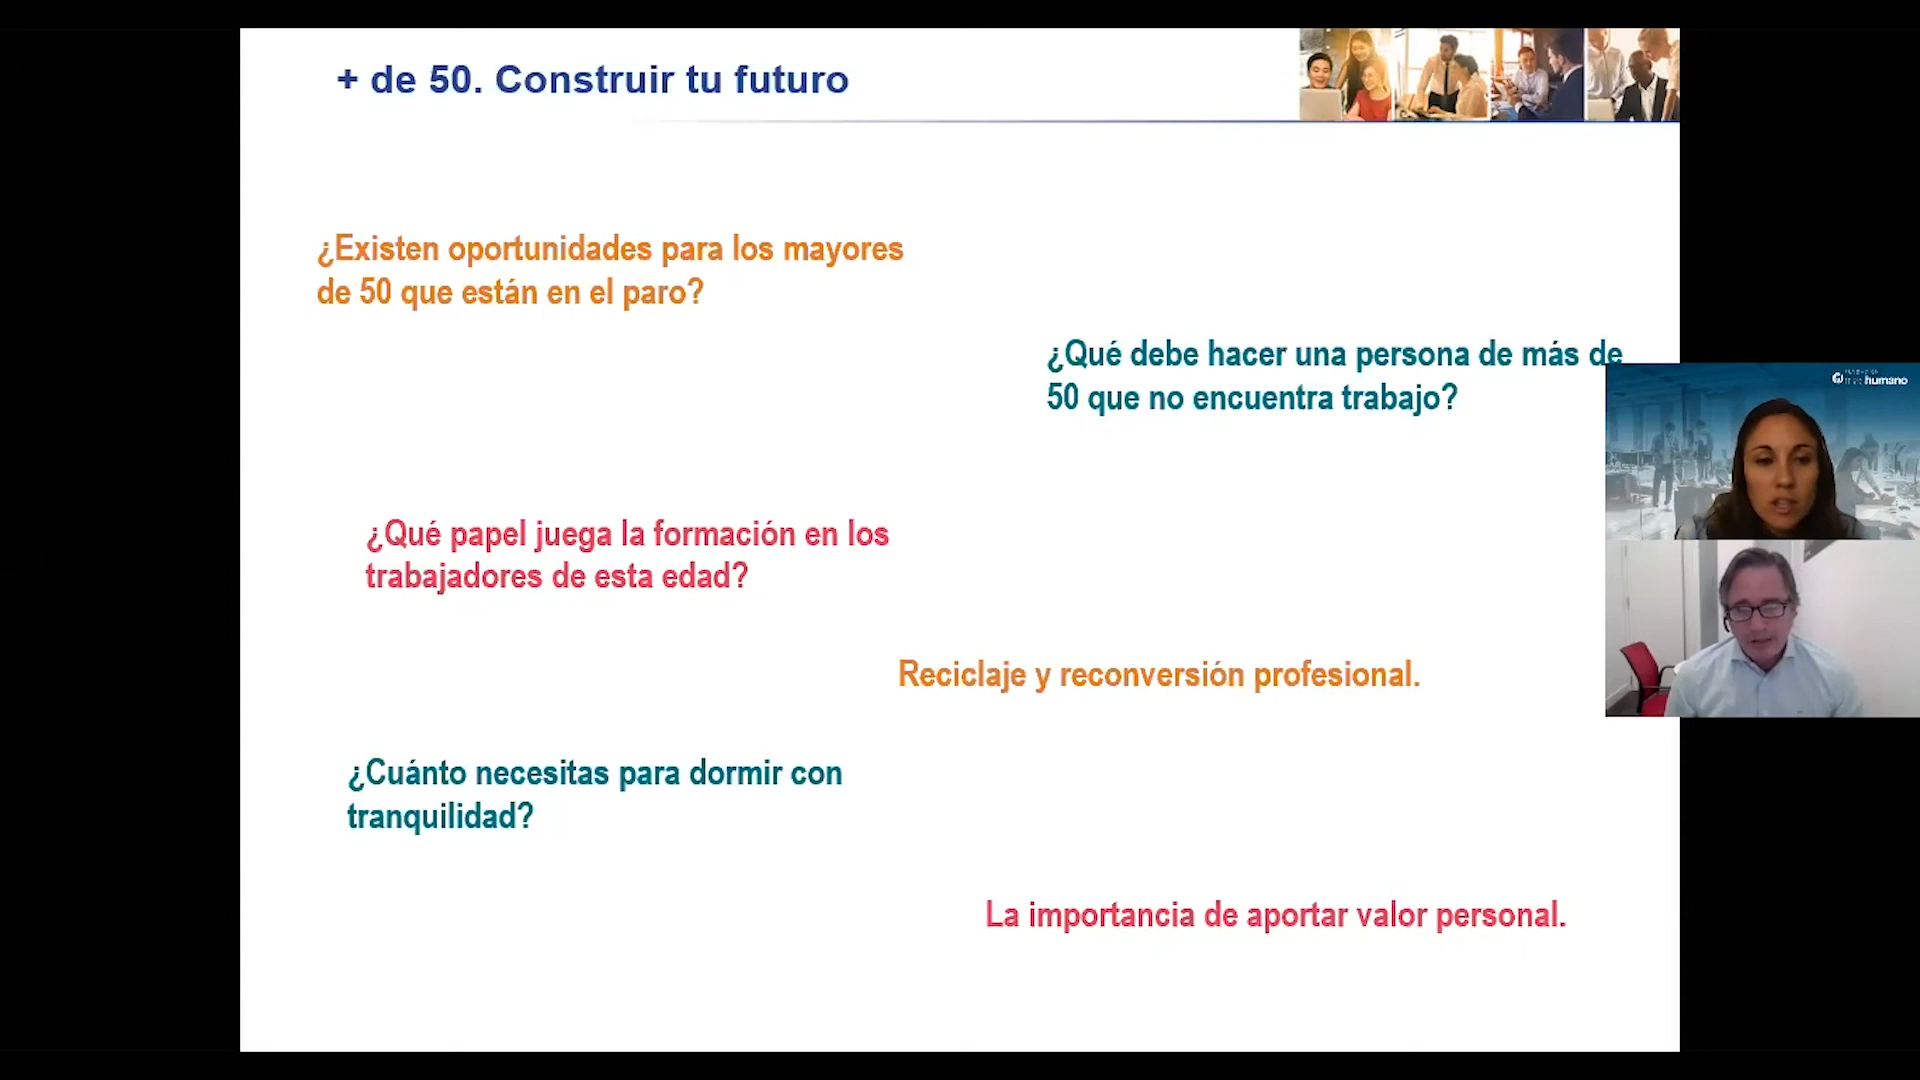 + de 50. Construir tu futuro
¿Existen oportunidades para los mayores
de 50 que están en el paro?
¿Qué debe hacer una persona de más de
50 que no encuentra trabajo?
humano
¿Qué papel juega la formación en los
trabajadores de esta edad?
Reciclaje y reconversión profesional.
¿Cuánto necesitas para dormir con
tranquilidad?
La importancia de aportar valor personal.